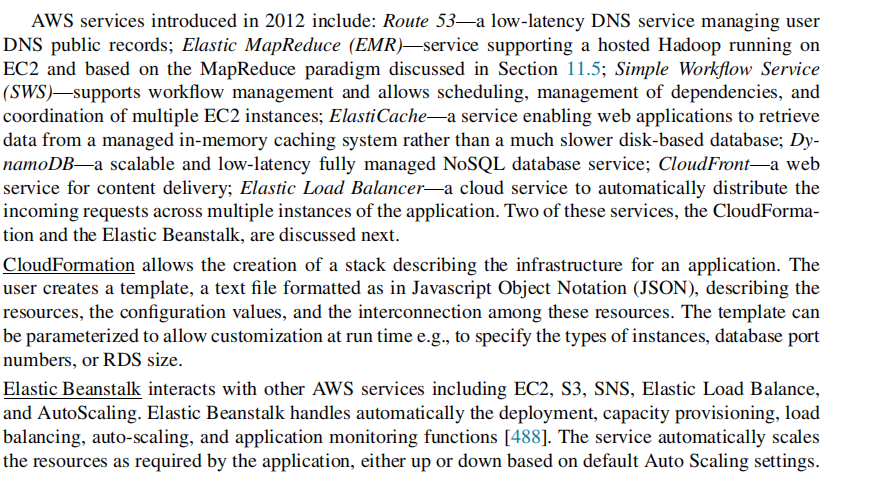 AWS services introduced in 2012 include: Route 53—a low-latency DNS service managing user
DNS public records; Elastic MapReduce (EMR)—service supporting a hosted Hadoop running on
EC2 and based on the MapReduce paradigm discussed in Section 11.5; Simple Workflow Service
(SWS)—supports workflow management and allows scheduling, management of dependencies, and
coordination of multiple EC2 instances; ElastiCache—a service enabling web applications to retrieve
data from a managed in-memory caching system rather than a much slower disk-based database; Dy-
namoDB—a scalable and low-latency fully managed NoSQL database service; CloudFront—a web
service for content delivery; Elastic Load Balancer—a cloud service to automatically distribute the
incoming requests across multiple instances of the application. Two of these services, the CloudForma-
tion and the Elastic Beanstalk, are discussed next.
CloudFormation allows the creation of a stack describing the infrastructure for an application. The
user creates a template, a text file formatted as in Javascript Object Notation (JSON), describing the
resources, the configuration values, and the interconnection among these resources. The template can
be parameterized to allow customization at run time e.g., to specify the types of instances, database port
numbers, or RDS size.
Elastic Beanstalk interacts with other AWS services including EC2, S3, SNS, Elastic Load Balance,
and AutoScaling. Elastic Beanstalk handles automatically the deployment, capacity provisioning, load
balancing, auto-scaling, and application monitoring functions [488]. The service automatically scales
the resources as required by the application, either up or down based on default Auto Scaling settings.